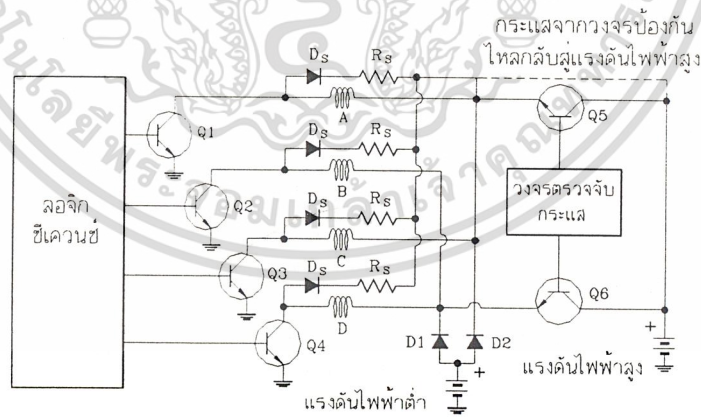 กระแสจากวงจรป้องกัน
ไหลกลับสู่แรงดันไฟฟ้าสูง
DS RS
A
Q1
Q5
DS RS
B
Q2
ลอจิก
ซีเควนซ์
วงจรตรวจจับ
กระแส
DS RS
C
Q3
DS RS
D
Q6
Q4
D1 D2
+
+
แรงดันไฟฟ้าสูง
แรงดันไฟฟ้าต่ำ